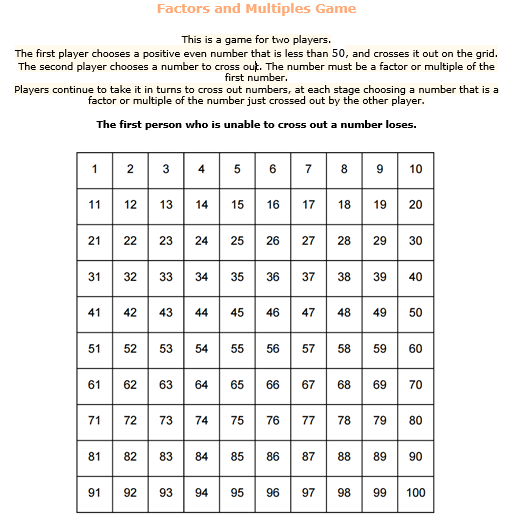 Factors and Multiples Game
This is a game for two players.
The first player chooses a positive even number that is less than 50, and crosses it out on the grid.
The second player chooses a number to cross out. The number must be a factor or multiple of the
first number.
Players continue to take it in turns to cross out numbers, at each stage choosing a number that is a
factor or multiple of the number just crossed out by the other player.
The first person who is unable to cross out a number loses.
1 2 3 4 5 6 7 8 9 10
11 12 13 14 15 16 17 18 19 20
21 22 23 24 25 26 27 28 29 30
31 32 33 34 35 36 37 38 39 40
41 42 43 44 45 46 47 48 49 50
51 52 53 54 55 56 57 58 59 60
61 62 63 64 65 66 67 68 69 70
71 72 73 74 75 76 77 78 79 80
81 82 83 84 85 86 87 88 89 90
91 92 93 94 95 96 97 98 99 100